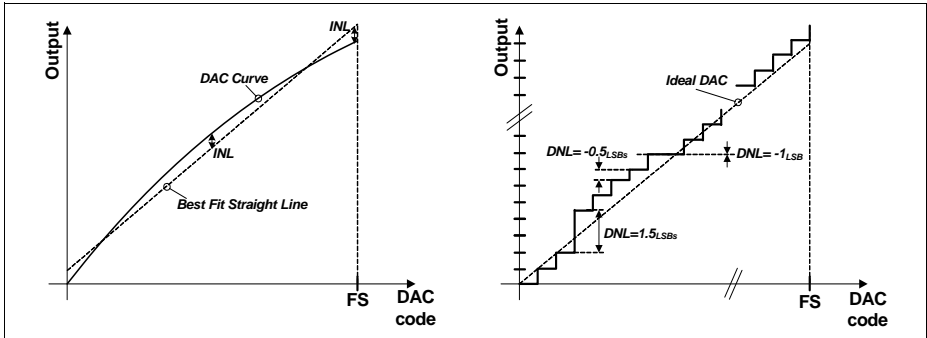 Output
INL
DAC Curve
INL
Best Fit Straight Line
FS
DAC
code
Output
Ideal DAC
DNL= -0.5LSBs
DNL= -1LSB
DNL=1.5LSBs
FS
DAC
code